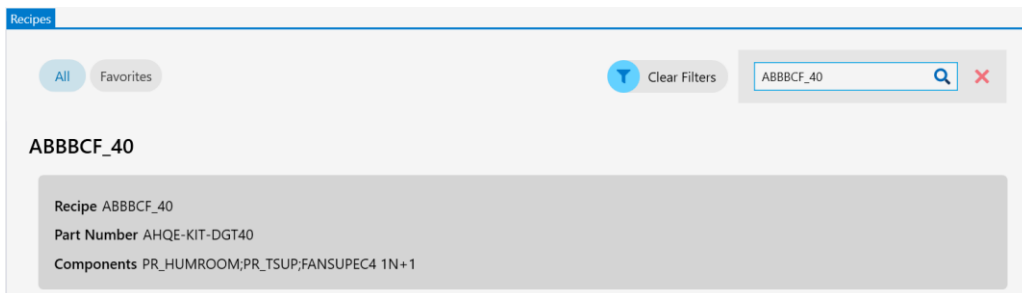 Recipes
All Favorites Clear Filters ABBBCF_40
ABBBCF_40
Recipe ABBBCF_40
Part Number AHQE-KIT-DGT40
Components PR_HUMROOM;PR_TSUP;FANSUPEC4 1N+1